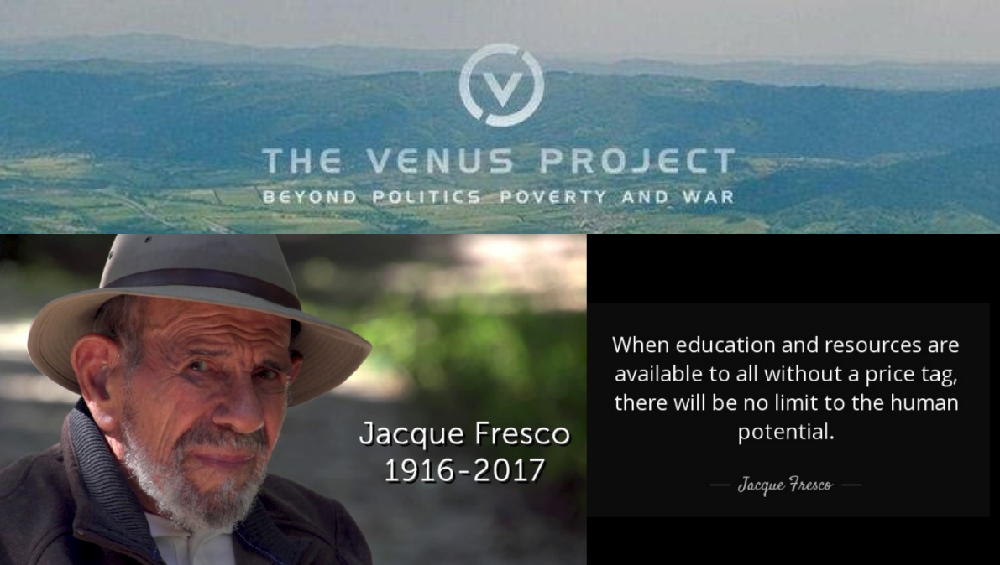 V
THE VENUS PROJECT
BEYOND POLITICS POVERTY AND WAR
Jacque Fresco
1916-2017
When education and resources are
available to all without a price tag,
there will be no limit to the human
potential.
— Jacque Fresco —